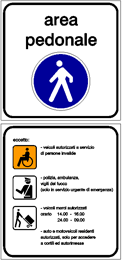 area
pedonale
eccetto:
- veicoli autorizzati a servizio
di persone invalide
- polizia, ambulanza,
vigili del fuoco
(solo in servizio urgente di emergenza)
- veicoli merci autorizzati
orario 14.00 - 16.00
24.00 - 09.00
- auto e motoveicoli residenti
autorizzati, solo per accedere
a cortili ed autorimesse